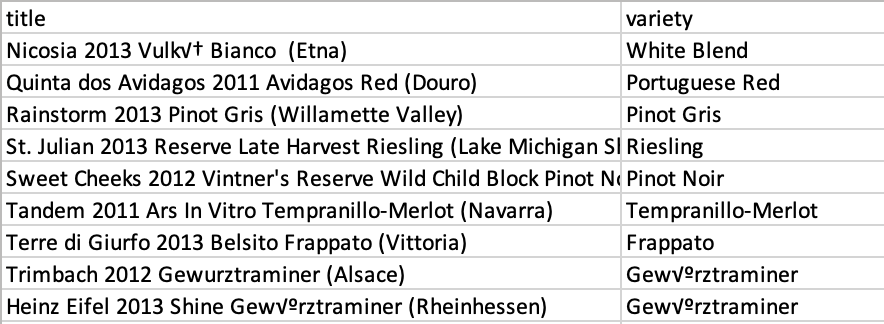 title variety
Nicosia 2013 Vulk√† Bianco  (Etna) White Blend
Quinta dos Avidagos 2011 Avidagos Red (Douro) Portuguese Red
Rainstorm 2013 Pinot Gris (Willamette Valley) Pinot Gris
St. Julian 2013 Reserve Late Harvest Riesling (Lake Michigan Riesling
Sweet Cheeks 2012 Vintner's Reserve Wild Child Block Pinot Pinot Noir
Tandem 2011 Ars In Vitro Tempranillo-Merlot (Navarra) Tempranillo-Merlot
Terre di Giurfo 2013 Belsito Frappato (Vittoria) Frappato
Trimbach 2012 Gewurztraminer (Alsace) Gew√ºrztraminer
Heinz Eifel 2013 Shine Gew√ºrztraminer (Rheinhessen) Gew√ºrztraminer